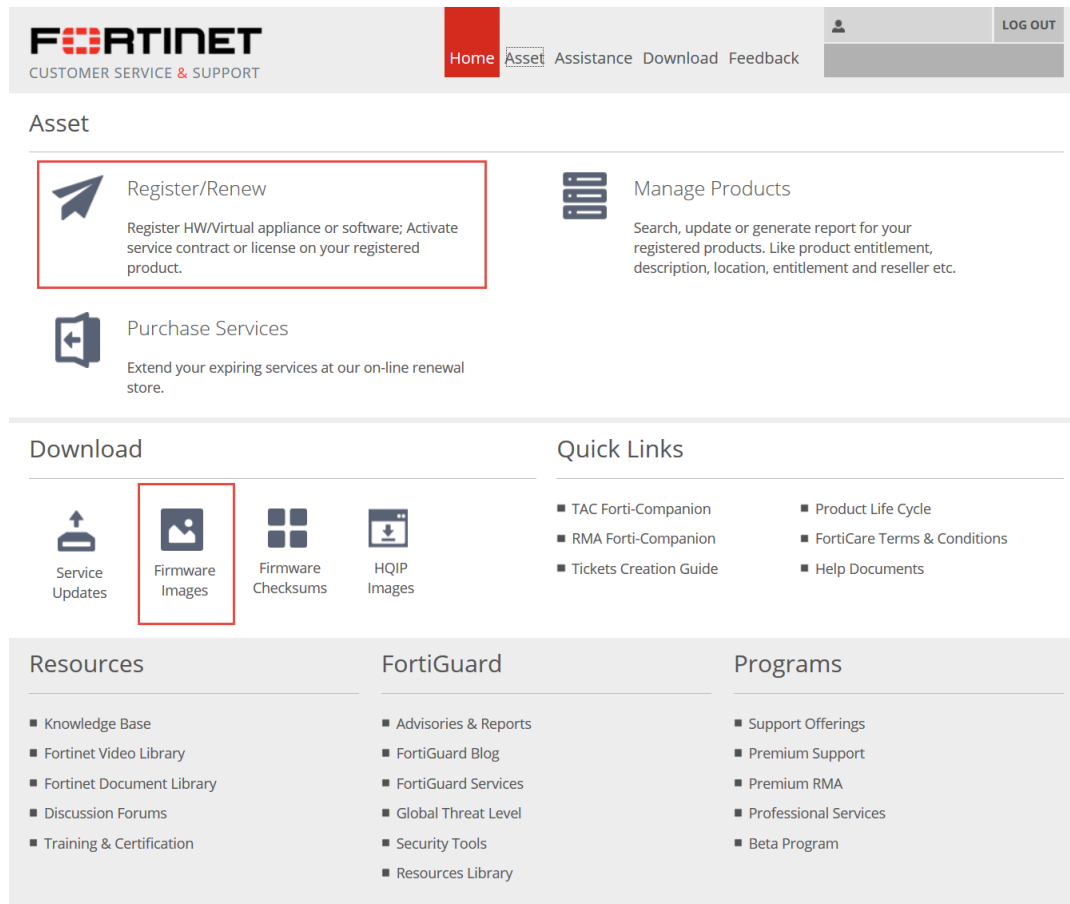 FORTINET
CUSTOMER SERVICE & SUPPORT
Home Asset Assistance Download Feedback
LOG OUT
Asset
Register/Renew
Register HW/Virtual appliance or software; Activate
service contract or license on your registered
product.
Manage Products
Search, update or generate report for your
registered products. Like product entitlement,
description, location, entitlement and reseller etc.
Purchase Services
Extend your expiring services at our on-line renewal
store.
Download
Service
Updates
Firmware
Images
Firmware
Checksums
HQIP
Images
Quick Links
TAC Forti-Companion
RMA Forti-Companion
Tickets Creation Guide
Product Life Cycle
FortiCare Terms & Conditions
Help Documents
Resources
Knowledge Base
Fortinet Video Library
Fortinet Document Library
Discussion Forums
Training & Certification
FortiGuard
Advisories & Reports
FortiGuard Blog
FortiGuard Services
Global Threat Level
Security Tools
Resources Library
Programs
Support Offerings
Premium Support
Premium RMA
Professional Services
Beta Program